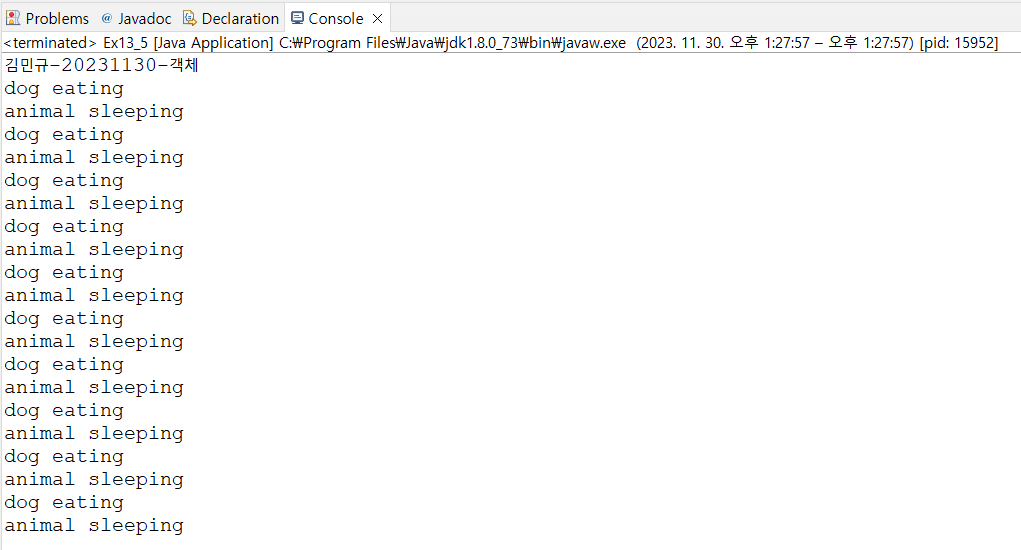 Problems @ Javadoc Declaration Console
<terminated> Ex13_5 [Java Application] C:₩Program Files₩Java₩jdk1.8.0_73₩bin₩javaw.exe (2023. 11. 30. 오후 1:27:57 – 오후 1:27:57) [pid: 15952]
김민규-20231130-객체
dog eating
animal sleeping
dog eating
animal sleeping
dog eating
animal sleeping
dog eating
animal sleeping
dog eating
animal sleeping
dog eating
animal sleeping
dog eating
animal sleeping
dog eating
animal sleeping
dog eating
animal sleeping
dog eating
animal sleeping